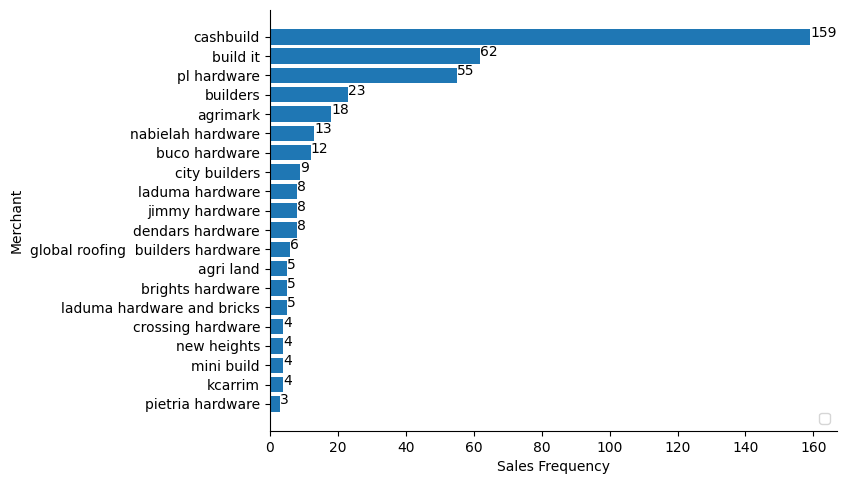 cashbuild 159
build it 62
pl hardware 55
builders 23
agrimark 18
nabielah hardware 13
buco hardware 12
city builders 9
laduma hardware 8
jimmy hardware 8
dendars hardware 8
global roofing  builders hardware 6
agri land 5
brights hardware 5
laduma hardware and bricks 5
crossing hardware 4
new heights 4
mini build 4
kcarrim 4
pietria hardware 3
Merchant
0 20 40 60 80 100 120 140 160
Sales Frequency